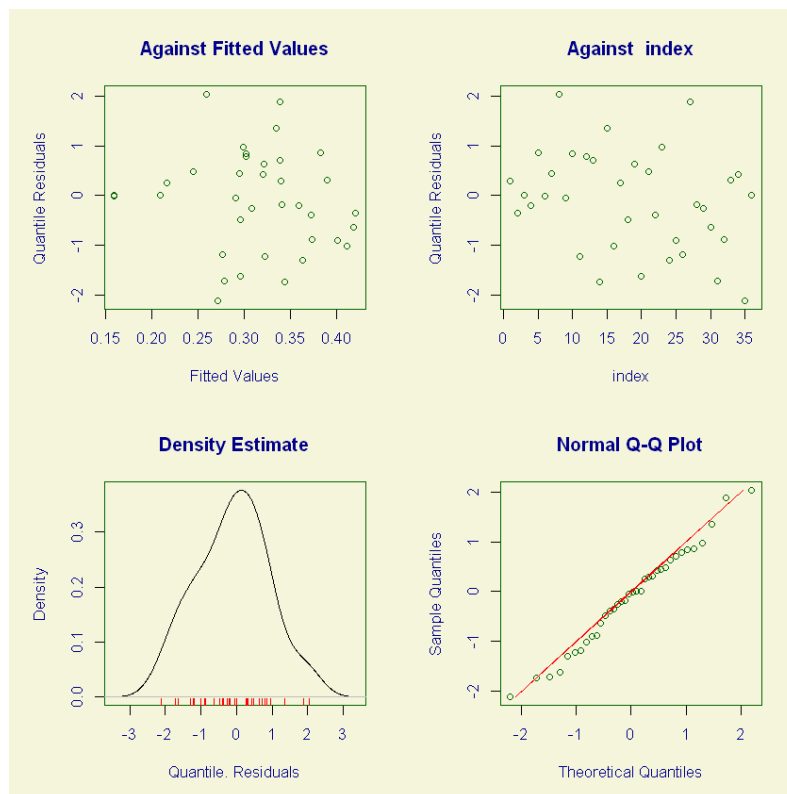 Against Fitted Values
Quantile Residuals
2
1
0
-1
-2
0.15 0.20 0.25 0.30 0.35 0.40
Fitted Values
Against index
Quantile Residuals
2
1
0
-1
-2
0 5 10 15 20 25 30 35
index
Density Estimate
Density
0.3
0.2
0.1
0.0
-3 -2 -1 0 1 2 3
Quantile. Residuals
Normal Q-Q Plot
Sample Quantiles
2
1
0
-1
-2
-2 -1 0 1 2
Theoretical Quantiles